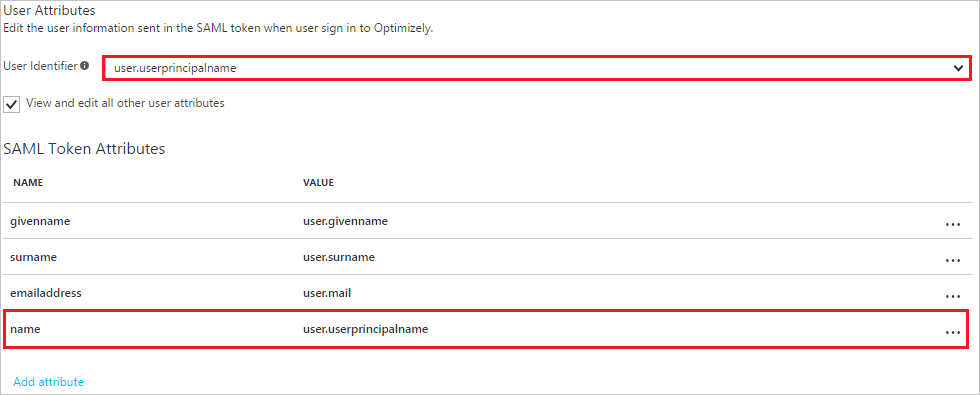 User Attributes
Edit the user information sent in the SAML token when user sign in to Optimizely.
User Identifier user.userprincipalname
View and edit all other user attributes
SAML Token Attributes
NAME VALUE
givenname user.givenname ...
surname user.surname ...
emailaddress user.mail ...
name user.userprincipalname ...
Add attribute